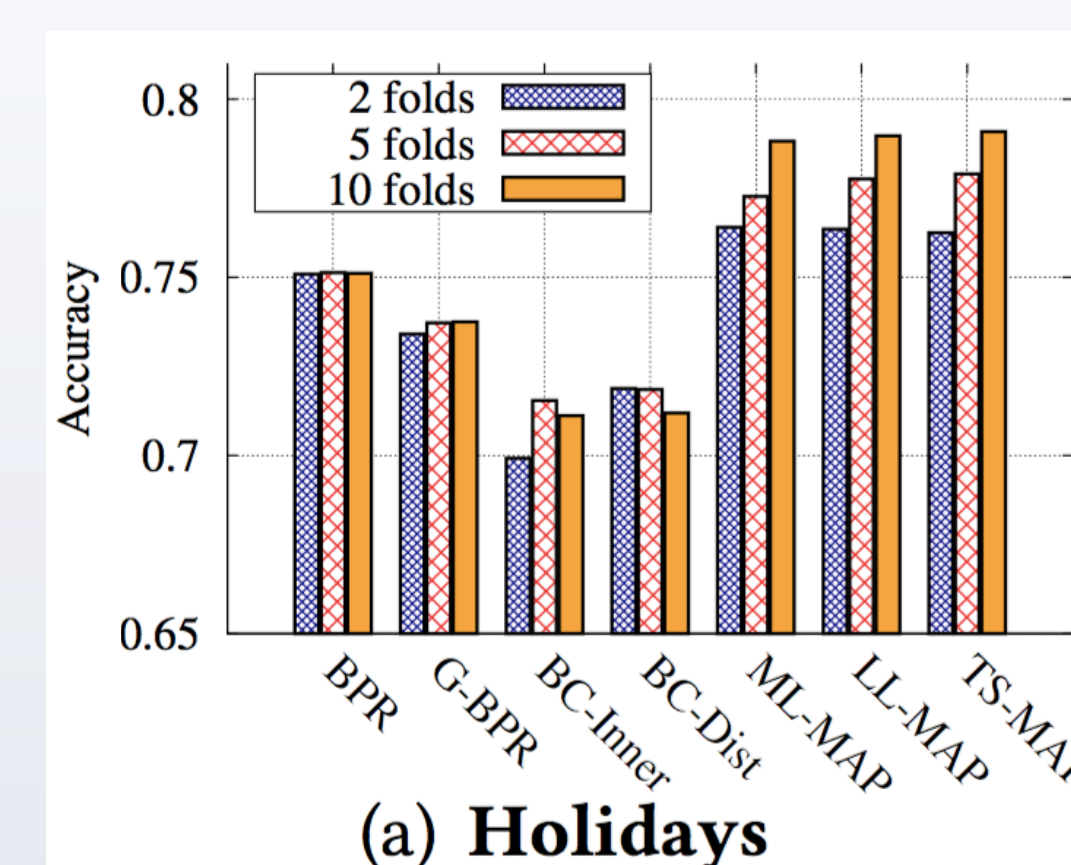 2 folds
5 folds
10 folds
0.8
0.75
0.7
0.65
Accuracy
BPR
G-BPR
BC-Inner
BC-Dist
ML-MAP
LL-MAP
(a) Holidays